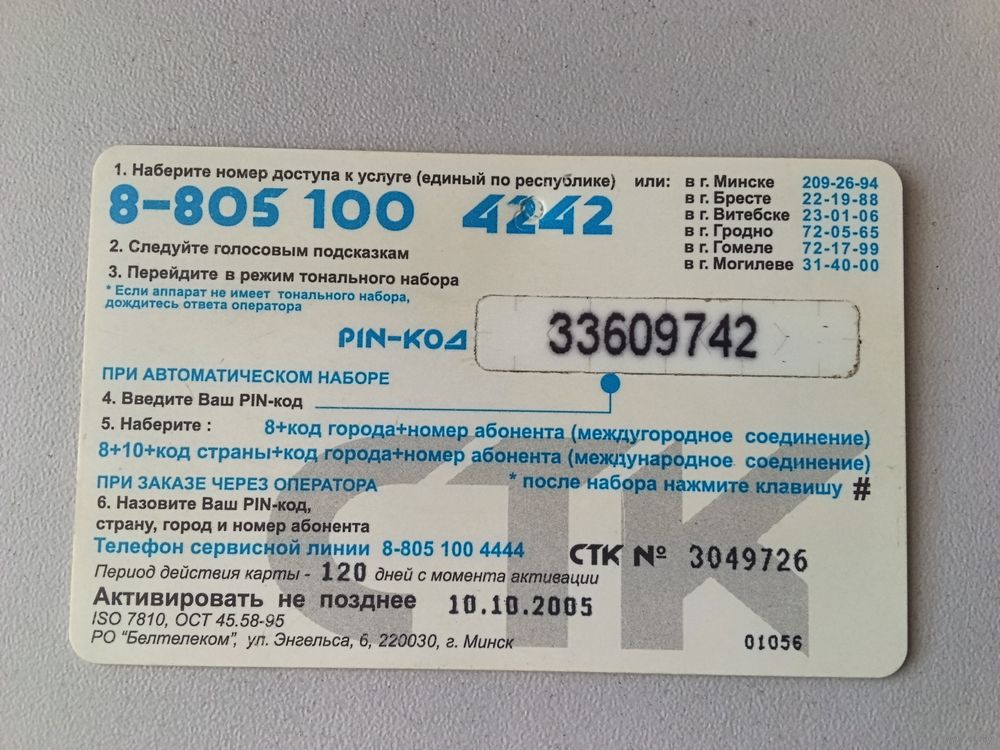 1. Наберите номер доступа к услуге (единый по республике) или:
8-805 100 4242
в г. Минске 209-26-94
в г. Бресте 22-19-88
в г. Витебске 23-01-06
в г. Гродно 72-05-65
в г. Гомеле 72-17-99
в г. Могилеве 31-40-00
2. Следуйте голосовым подсказкам
3. Перейдите в режим тонального набора
* Если аппарат не имеет тонального набора,
дождитесь ответа оператора
PIN-КОД 33609742
ПРИ АВТОМАТИЧЕСКОМ НАБОРЕ
4. Введите Ваш PIN-код
5. Наберите : 8+код города+номер абонента (междугородное соединение)
8+10+код страны+код города+номер абонента (международное соединение)
ПРИ ЗАКАЗЕ ЧЕРЕЗ ОПЕРАТОРА * после набора нажмите клавишу #
6. Назовите Ваш PIN-код,
страну, город и номер абонента
Телефон сервисной линии 8-805 100 4444 СТК № 3049726
Период действия карты - 120 дней с момента активации
Активировать не позднее 10.10.2005
ISO 7810, ОСТ 45.58-95
РО "Белтелеком", ул. Энгельса, 6, 220030, г. Минск 01056
СТК